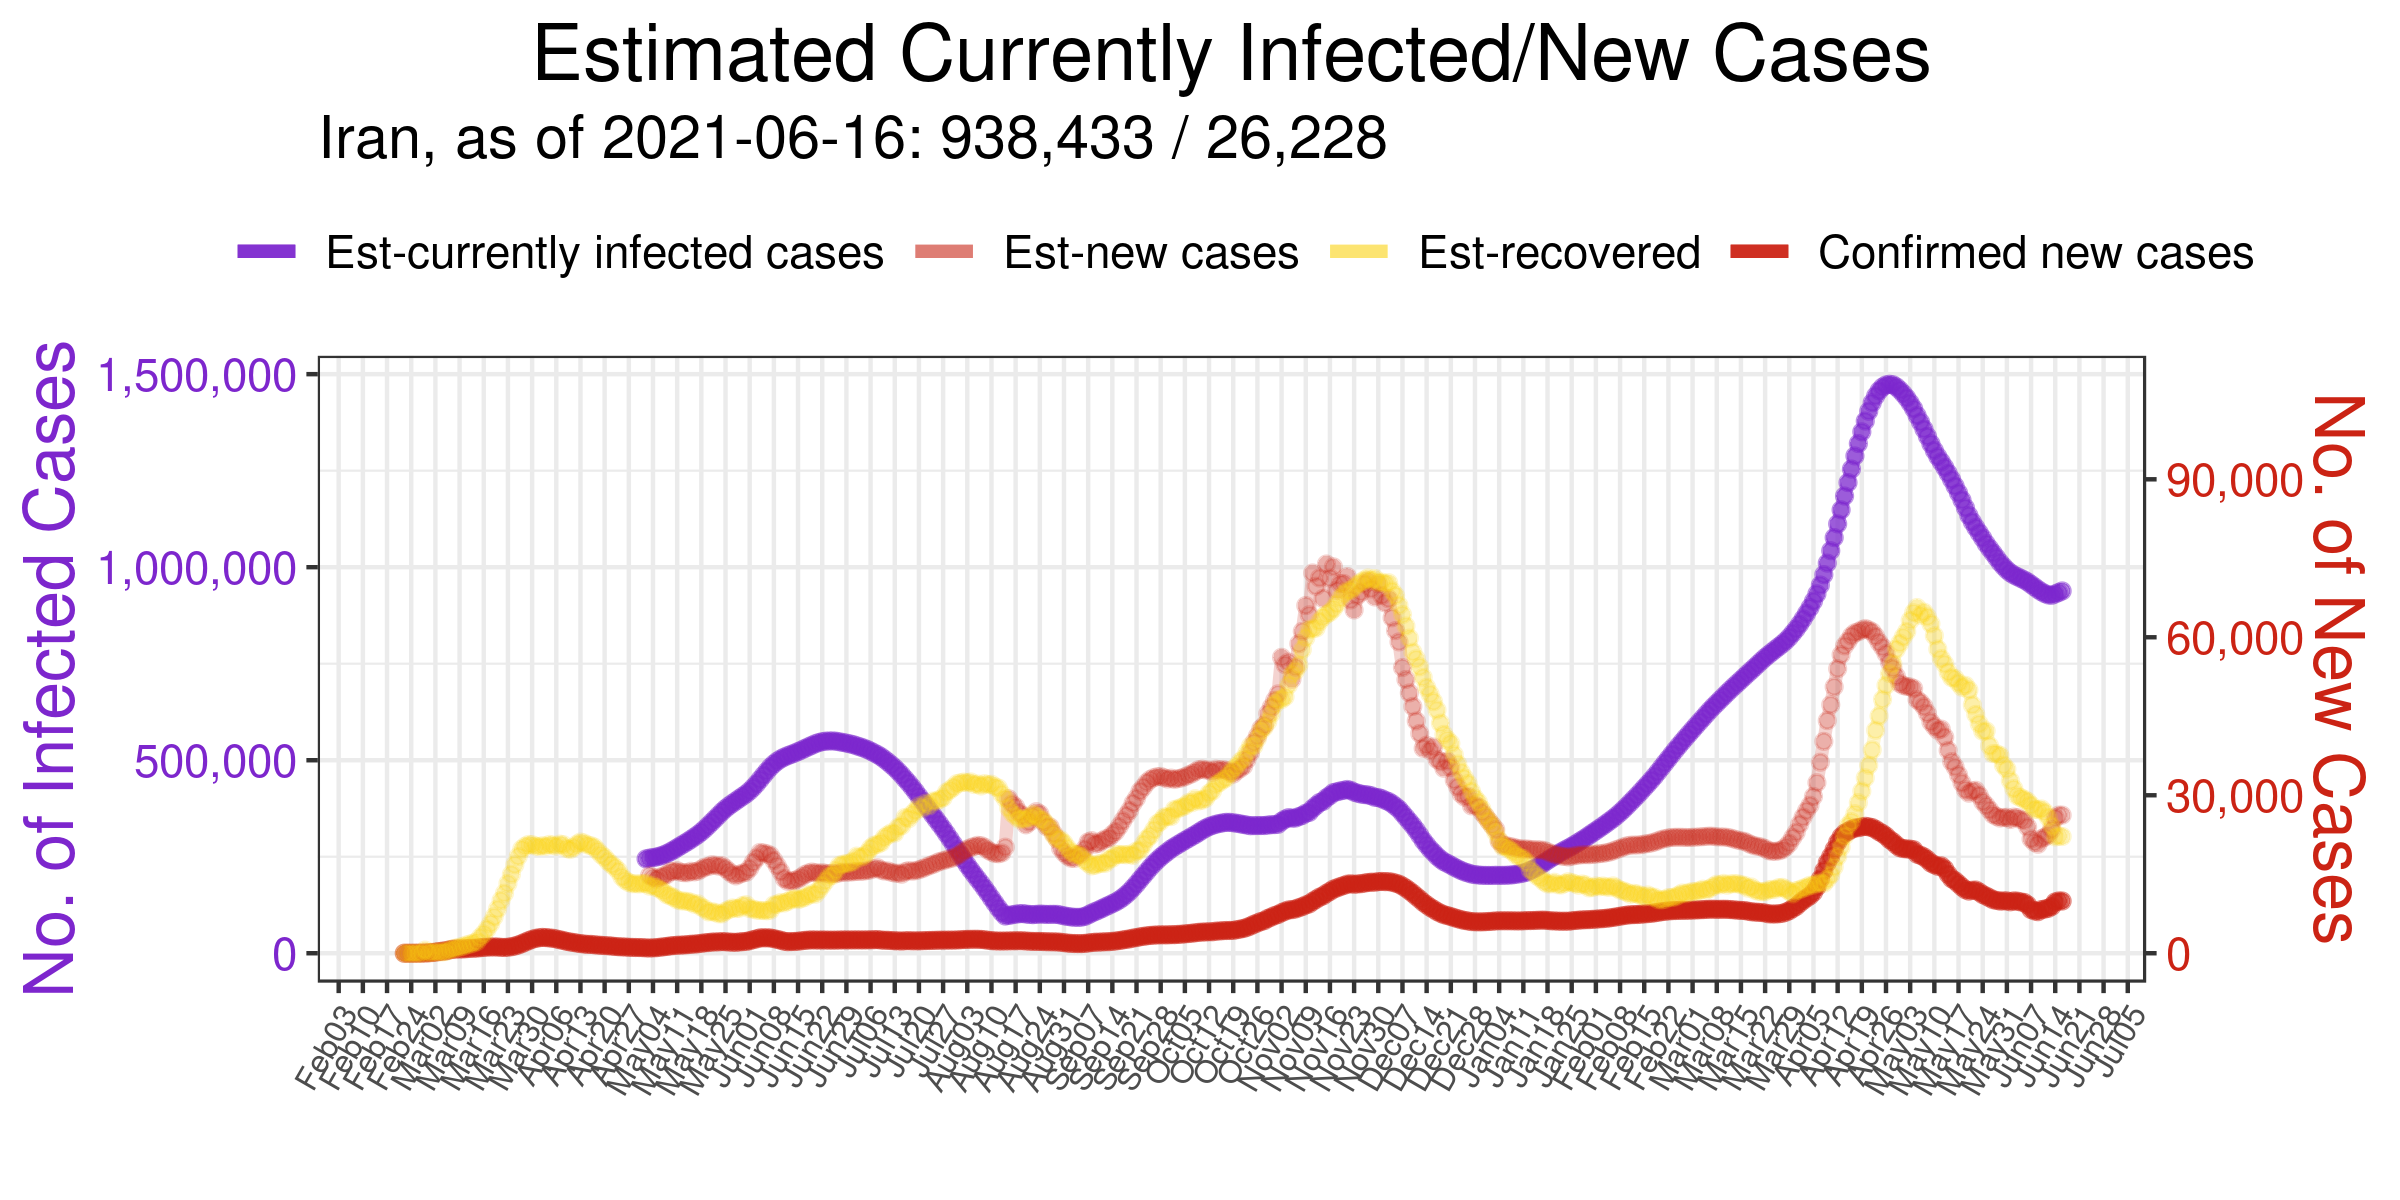 Estimated Currently Infected/New Cases
Iran, as of 2021-06-16: 938,433 / 26,228
Est-currently infected cases Est-new cases Est-recovered Confirmed new cases
No. of Infected Cases
1,500,000
1,000,000
500,000
0
90,000
60,000
30,000
0
No. of New Cases
Feb03 Feb10 Feb17 Feb24 Mar02 Mar09 Mar16 Mar23 Mar30 Apr06 Apr13 Apr20 Apr27 May04 May11 May18 May25 Jun01 Jun08 Jun15 Jun22 Jun29 Jul06 Jul13 Jul20 Jul27 Aug03 Aug10 Aug17 Aug24 Aug31 Sep07 Sep14 Sep21 Sep28 Oct05 Oct12 Oct19 Oct26 Nov02 Nov09 Nov16 Nov23 Nov30 Dec07 Dec14 Dec21 Dec28 Jan04 Jan11 Jan18 Jan25 Feb01 Feb08 Feb15 Feb22 Mar01 Mar08 Mar15 Mar22 Mar29 Apr05 Apr12 Apr19 Apr26 May03 May10 May17 May24 May31 Jun07 Jun14 Jun21 Jun28 Jul05